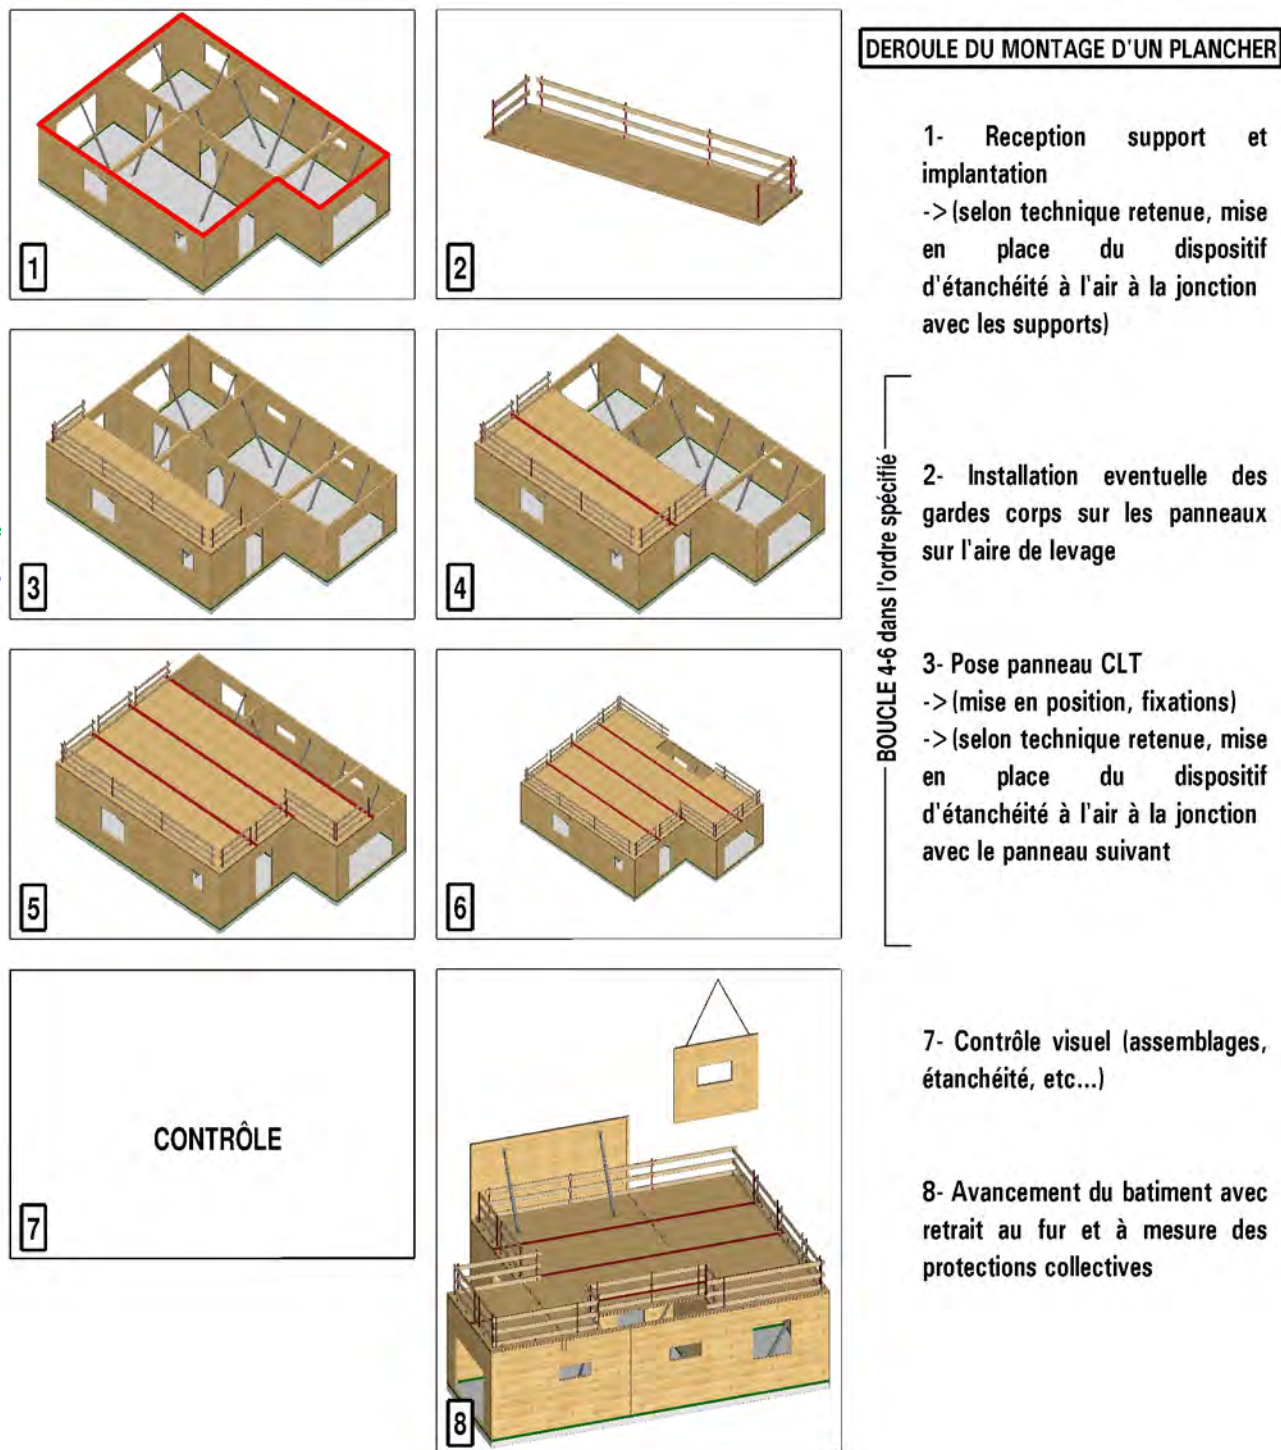 DEROULE DU MONTAGE D'UN PLANCHER
1- Reception support et
implantation
->(selon technique retenue, mise
en place du dispositif
d'étanchéité à l'air à la jonction
avec les supports)
BOUCLE 4-6 dans l'ordre spécifié
2- Installation eventuelle des
gardes corps sur les panneaux
sur l'aire de levage
3- Pose panneau CLT
->(mise en position, fixations)
->(selon technique retenue, mise
en place du dispositif
d'étanchéité à l'air à la jonction
avec le panneau suivant
7- Contrôle visuel (assemblages,
étanchéité, etc...)
8- Avancement du batiment avec
retrait au fur et à mesure des
protections collectives
1
2
3
4
5
6
CONTRÔLE
7
8